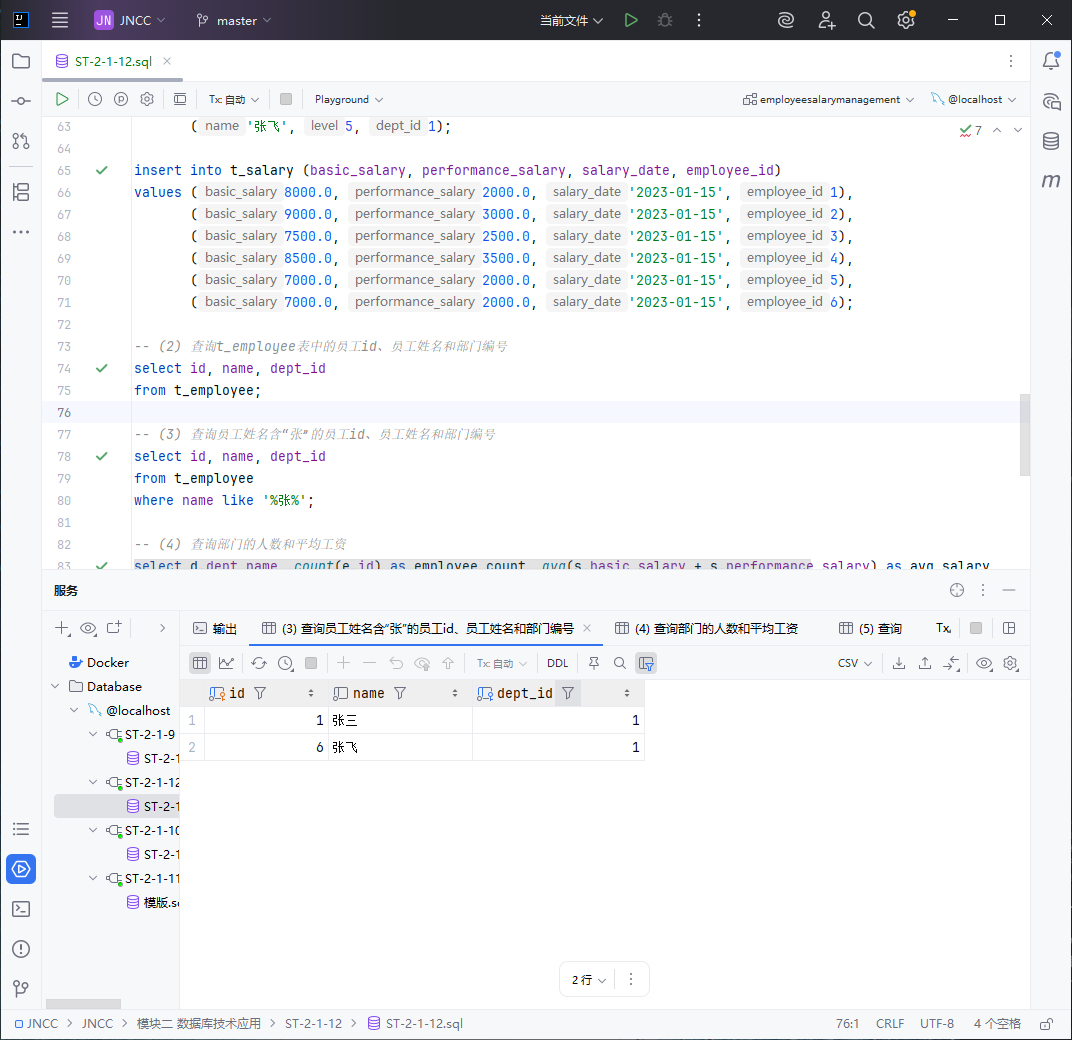 JN JNCC master 当前文件
ST-2-1-12.sql
Tx: 自动 Playground employeesalarymanagement @localhost
63 ( name '张飞', level 5, dept_id 1);
7
64
65 insert into t_salary (basic_salary, performance_salary, salary_date, employee_id)
66 values ( basic_salary 8000.0, performance_salary 2000.0, salary_date '2023-01-15', employee_id 1),
67 ( basic_salary 9000.0, performance_salary 3000.0, salary_date '2023-01-15', employee_id 2),
68 ( basic_salary 7500.0, performance_salary 2500.0, salary_date '2023-01-15', employee_id 3),
69 ( basic_salary 8500.0, performance_salary 3500.0, salary_date '2023-01-15', employee_id 4),
70 ( basic_salary 7000.0, performance_salary 2000.0, salary_date '2023-01-15', employee_id 5),
71 ( basic_salary 7000.0, performance_salary 2000.0, salary_date '2023-01-15', employee_id 6);
72
73 -- (2) 查询t_employee表中的员工id、员工姓名和部门编号
74 select id, name, dept_id
75 from t_employee;
76
77 -- (3) 查询员工姓名含“张”的员工id、员工姓名和部门编号
78 select id, name, dept_id
79 from t_employee
80 where name like '%张%';
81
82 -- (4) 查询部门的人数和平均工资
83 select d.dept_name, count(e.id) as employee_count, avg(s.basic_salary + s.performance_salary) as avg_salary
服务
输出 (3) 查询员工姓名含“张”的员工id、员工姓名和部门编号 (4) 查询部门的人数和平均工资 (5) 查询 Tx
Tx: 自动 DDL CSV
Docker
Database
@localhost
ST-2-1-9
ST-2-1
ST-2-1-12
ST-2-1
ST-2-1-10
ST-2-1
ST-2-1-11
模版.s
id name dept_id
1 1 张三 1
2 6 张飞 1
2 行
JNCC JNCC 模块二 数据库技术应用 ST-2-1-12 ST-2-1-12.sql 76:1 CRLF UTF-8 4 个空格